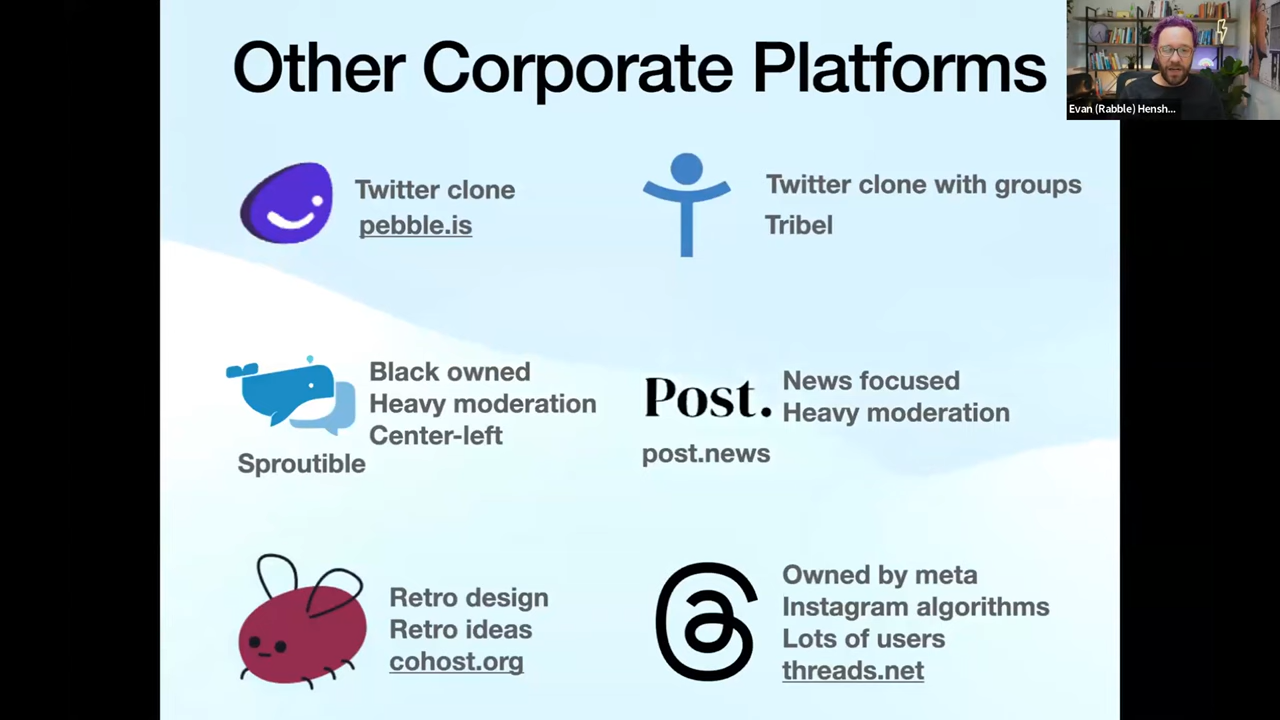 Other Corporate Platforms
Evan (Rabble) Hensh...
Twitter clone
pebble.is
Twitter clone with groups
Tribel
Black owned
Heavy moderation
Center-left
Sproutible
Post.
News focused
Heavy moderation
post.news
Retro design
Retro ideas
cohost.org
Owned by meta
Instagram algorithms
Lots of users
threads.net